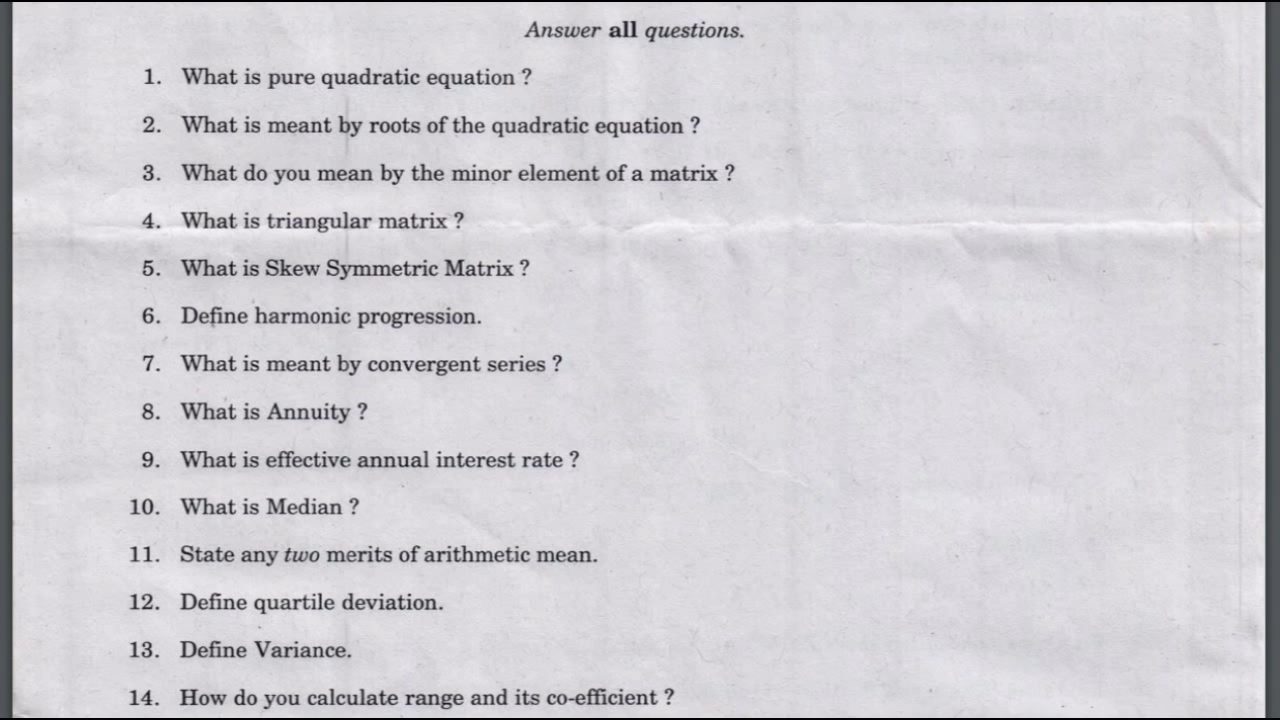 Answer all questions.
1. What is pure quadratic equation ?
2. What is meant by roots of the quadratic equation ?
3. What do you mean by the minor element of a matrix ?
4. What is triangular matrix ?
5. What is Skew Symmetric Matrix ?
6. Define harmonic progression.
7. What is meant by convergent series ?
8. What is Annuity ?
9. What is effective annual interest rate ?
10. What is Median ?
11. State any two merits of arithmetic mean.
12. Define quartile deviation.
13. Define Variance.
14. How do you calculate range and its co-efficient ?